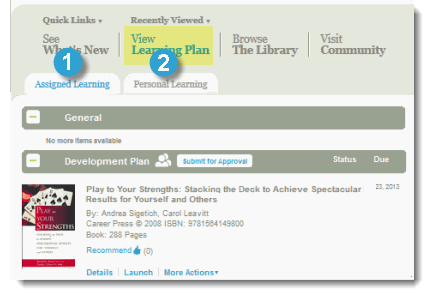 Quick Links ▾ Recently Viewed ▾
See What's New
View Learning Plan
Browse The Library
Visit Community
1 2
Assigned Learning Personal Learning
General
No more items available
Development Plan Submit for Approval Status Due
PLAY TO YOUR STRENGTHS
Play to Your Strengths: Stacking the Deck to Achieve Spectacular 23, 2013
Results for Yourself and Others
By: Andrea Sigetich, Carol Leavitt
Career Press © 2008 ISBN: 9781564149800
Book: 288 Pages
Recommend (0)
Details | Launch | More Actions ▾